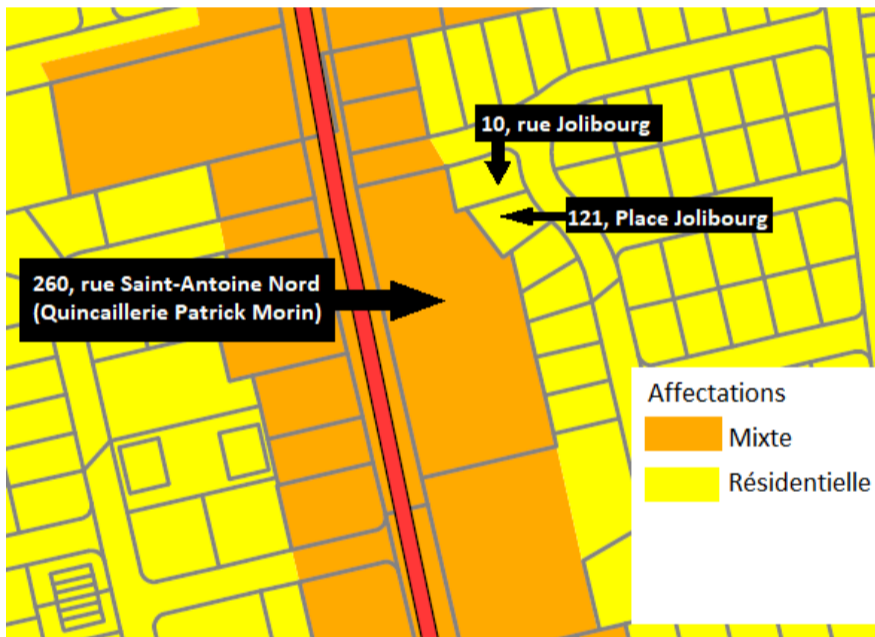 10, rue Jolibourg
121, Place Jolibourg
260, rue Saint-Antoine Nord
(Quincaillerie Patrick Morin)
Affectations
Mixte
Résidentielle